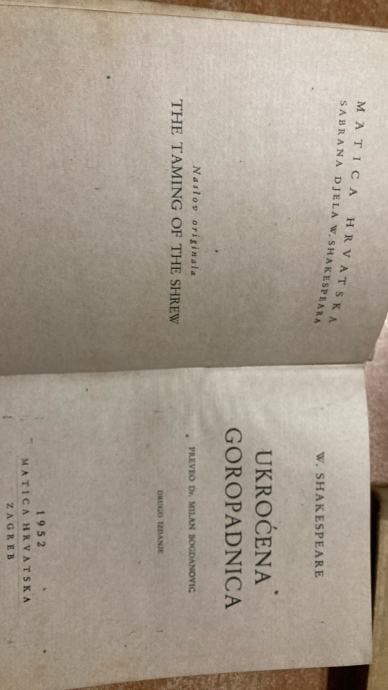 MATICA HRVATSKA
SABRANA DJELA W. SHAKESPEARA
Naslov originala
THE TAMING OF THE SHREW
W. SHAKESPEARE
UKROĆENA
GOROPADNICA
PREVEO Dr. MILAN BOGDANOVIĆ
DRUGO IZDANJE
1952
MATICA HRVATSKA
ZAGREB